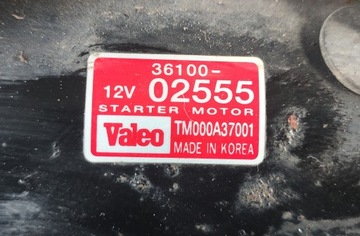 36100-
12V 02555
STARTER MOTOR
Valeo TM000A37001
MADE IN KOREA